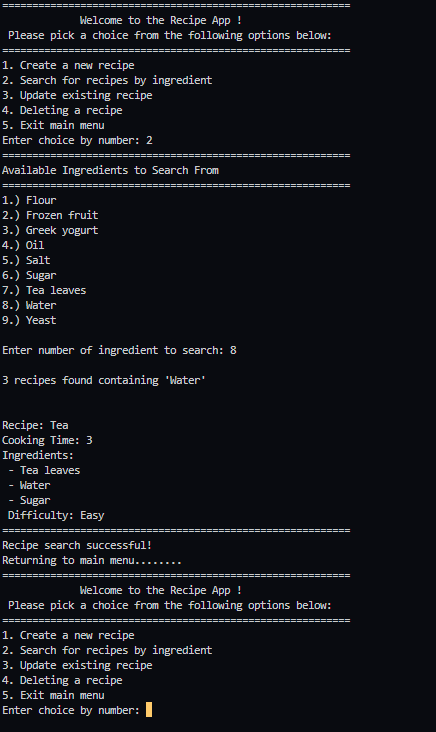 ==========================================================
Welcome to the Recipe App !
Please pick a choice from the following options below:
==========================================================
1. Create a new recipe
2. Search for recipes by ingredient
3. Update existing recipe
4. Deleting a recipe
5. Exit main menu
Enter choice by number: 2
==========================================================
Available Ingredients to Search From
==========================================================
1.) Flour
2.) Frozen fruit
3.) Greek yogurt
4.) Oil
5.) Salt
6.) Sugar
7.) Tea leaves
8.) Water
9.) Yeast
Enter number of ingredient to search: 8
3 recipes found containing 'Water'
Recipe: Tea
Cooking Time: 3
Ingredients:
- Tea leaves
- Water
- Sugar
Difficulty: Easy
==========================================================
Recipe search successful!
Returning to main menu........
==========================================================
Welcome to the Recipe App !
Please pick a choice from the following options below:
==========================================================
1. Create a new recipe
2. Search for recipes by ingredient
3. Update existing recipe
4. Deleting a recipe
5. Exit main menu
Enter choice by number: